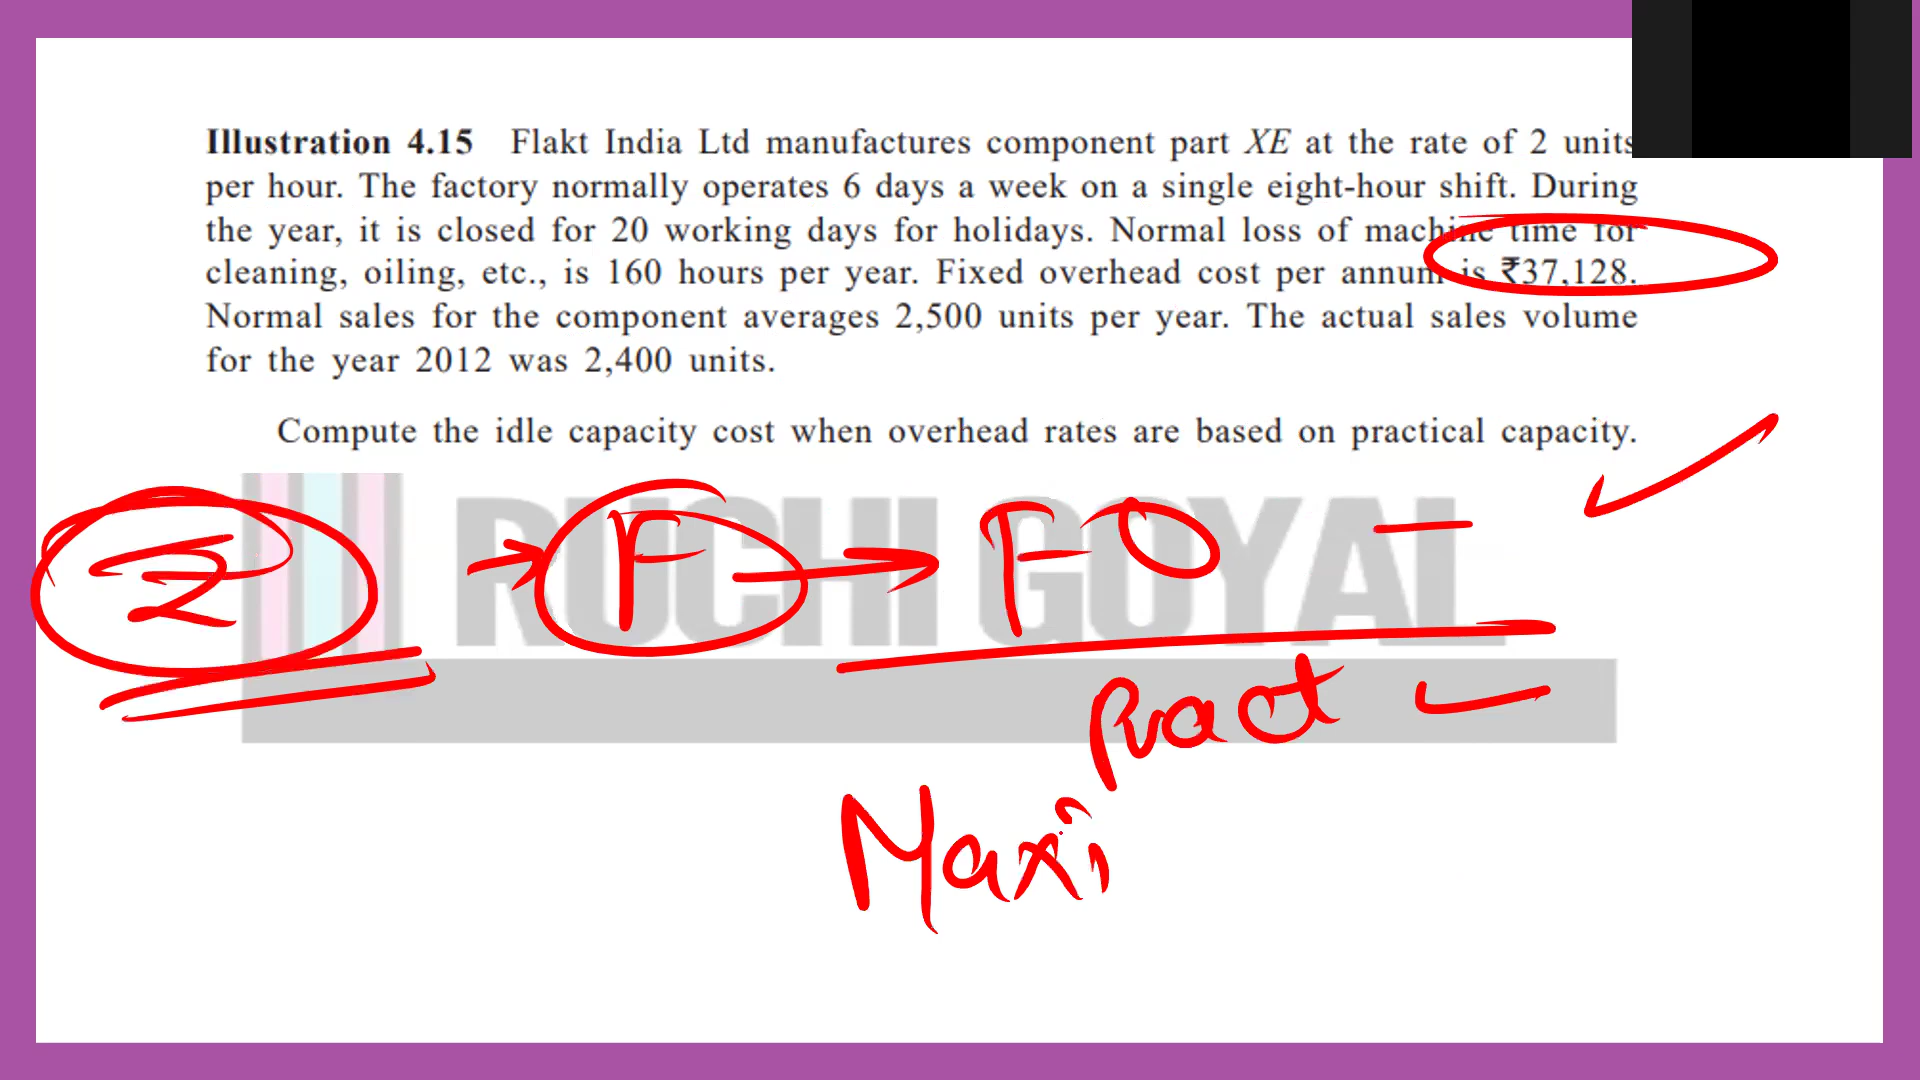 Illustration 4.15 Flakt India Ltd manufactures component part XE at the rate of 2 units
per hour. The factory normally operates 6 days a week on a single eight-hour shift. During
the year, it is closed for 20 working days for holidays. Normal loss of machine time for
cleaning, oiling, etc., is 160 hours per year. Fixed overhead cost per annum is ₹37,128.
Normal sales for the component averages 2,500 units per year. The actual sales volume
for the year 2012 was 2,400 units.
Compute the idle capacity cost when overhead rates are based on practical capacity.
RUCHI GOYAL
I → F → FO -
Pract
Maxi